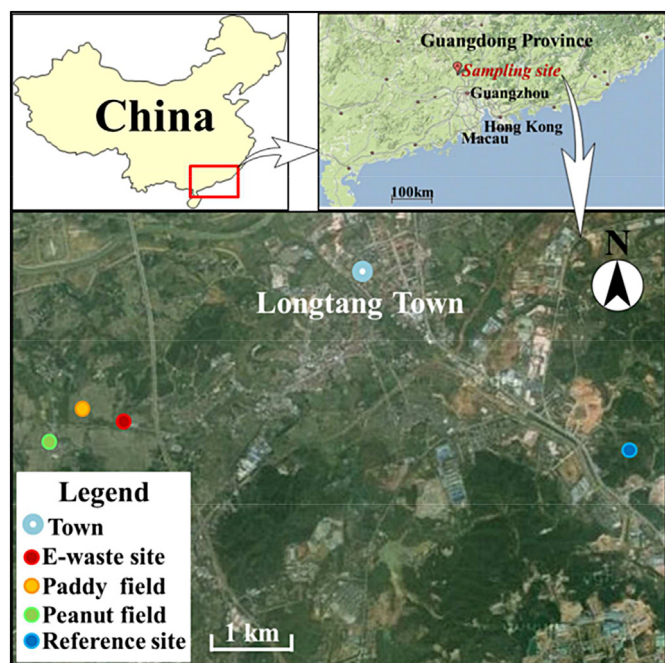 China
Guangdong Province
Sampling site
Guangzhou
Hong Kong
Macau
100km
N
Longtang Town
Legend
Town
E-waste site
Paddy field
Peanut field
Reference site
1 km